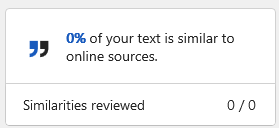 0% of your text is similar to
online sources.
Similarities reviewed 0 / 0